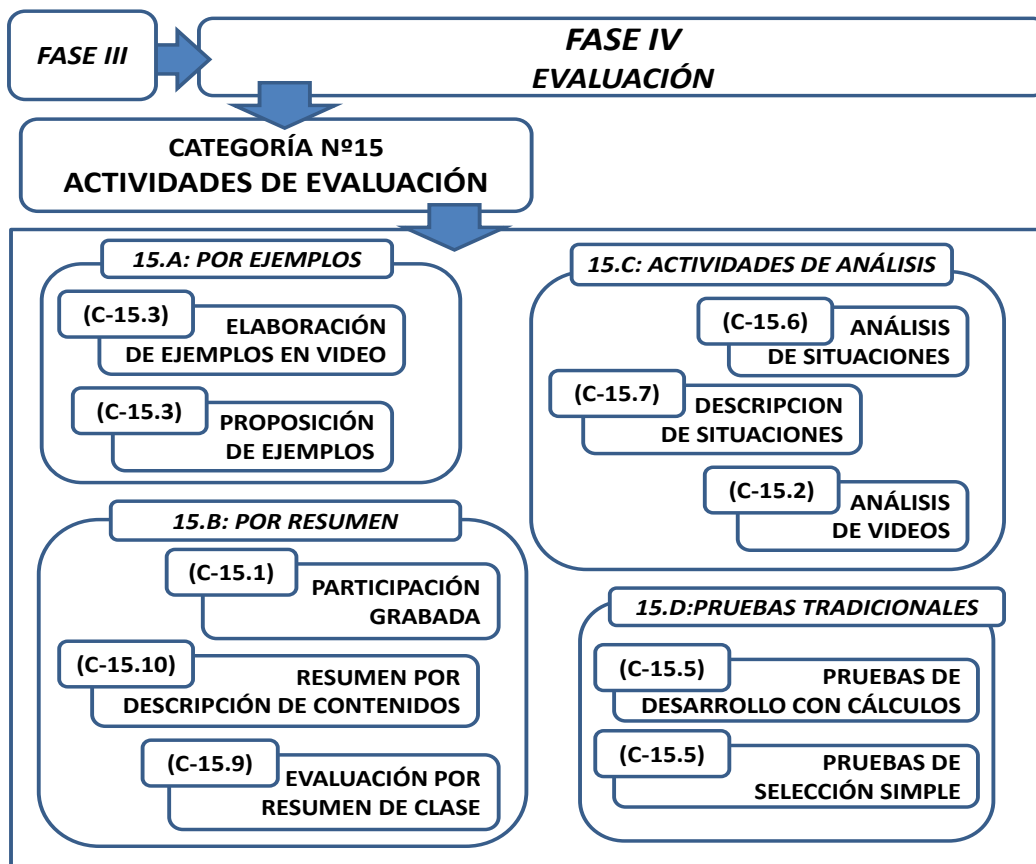 FASE III
FASE IV
EVALUACIÓN
CATEGORÍA Nº15
ACTIVIDADES DE EVALUACIÓN
15.A: POR EJEMPLOS
(C-15.3)
ELABORACIÓN
DE EJEMPLOS EN VIDEO
(C-15.3)
PROPOSICIÓN
DE EJEMPLOS
15.B: POR RESUMEN
(C-15.1)
PARTICIPACIÓN
GRABADA
(C-15.10)
RESUMEN POR
DESCRIPCIÓN DE CONTENIDOS
(C-15.9)
EVALUACIÓN POR
RESUMEN DE CLASE
15.C: ACTIVIDADES DE ANÁLISIS
(C-15.6)
ANÁLISIS
DE SITUACIONES
(C-15.7)
DESCRIPCION
DE SITUACIONES
(C-15.2)
ANÁLISIS
DE VIDEOS
15.D:PRUEBAS TRADICIONALES
(C-15.5)
PRUEBAS DE
DESARROLLO CON CÁLCULOS
(C-15.5)
PRUEBAS DE
SELECCIÓN SIMPLE